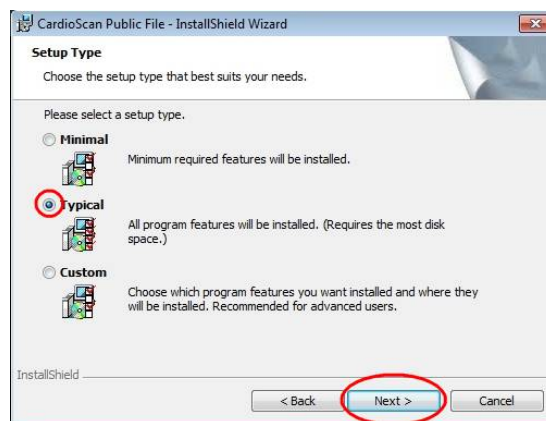 CardioScan Public File - InstallShield Wizard
Setup Type
Choose the setup type that best suits your needs.
Please select a setup type.
Minimal
Minimum required features will be installed.
Typical
All program features will be installed. (Requires the most disk
space.)
Custom
Choose which program features you want installed and where they
will be installed. Recommended for advanced users.
InstallShield
< Back
Next >
Cancel